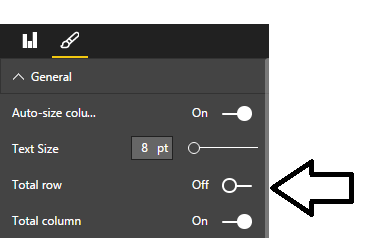 General
Auto-size colu... On
Text Size 8 pt
Total row Off
Total column On